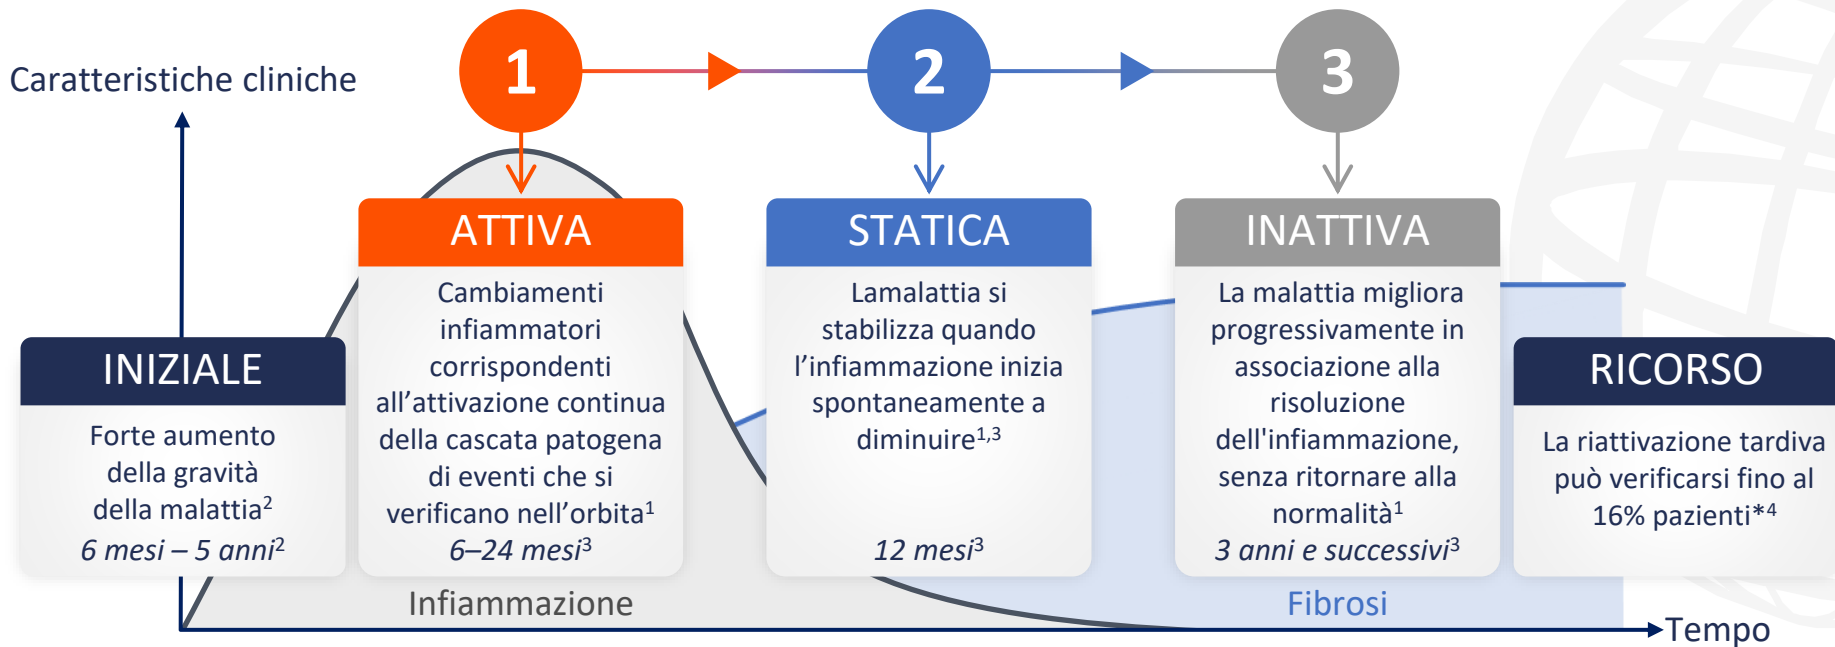 Caratteristiche cliniche
1
2
3
INIZIALE
Forte aumento
della gravità
della malattia²
6 mesi – 5 anni²
ATTIVA
Cambiamenti
infiammatori
corrispondenti
all’attivazione continua
della cascata patogena
di eventi che si
verificano nell’orbita¹
6–24 mesi³
STATICA
Lamalattia si
stabilizza quando
l’infiammazione inizia
spontaneamente a
diminuire¹,³
12 mesi³
INATTIVA
La malattia migliora
progressivamente in
associazione alla
risoluzione
dell'infiammazione,
senza ritornare alla
normalità¹
3 anni e successivi³
RICORSO
La riattivazione tardiva
può verificarsi fino al
16% pazienti*⁴
Infiammazione
Fibrosi
Tempo